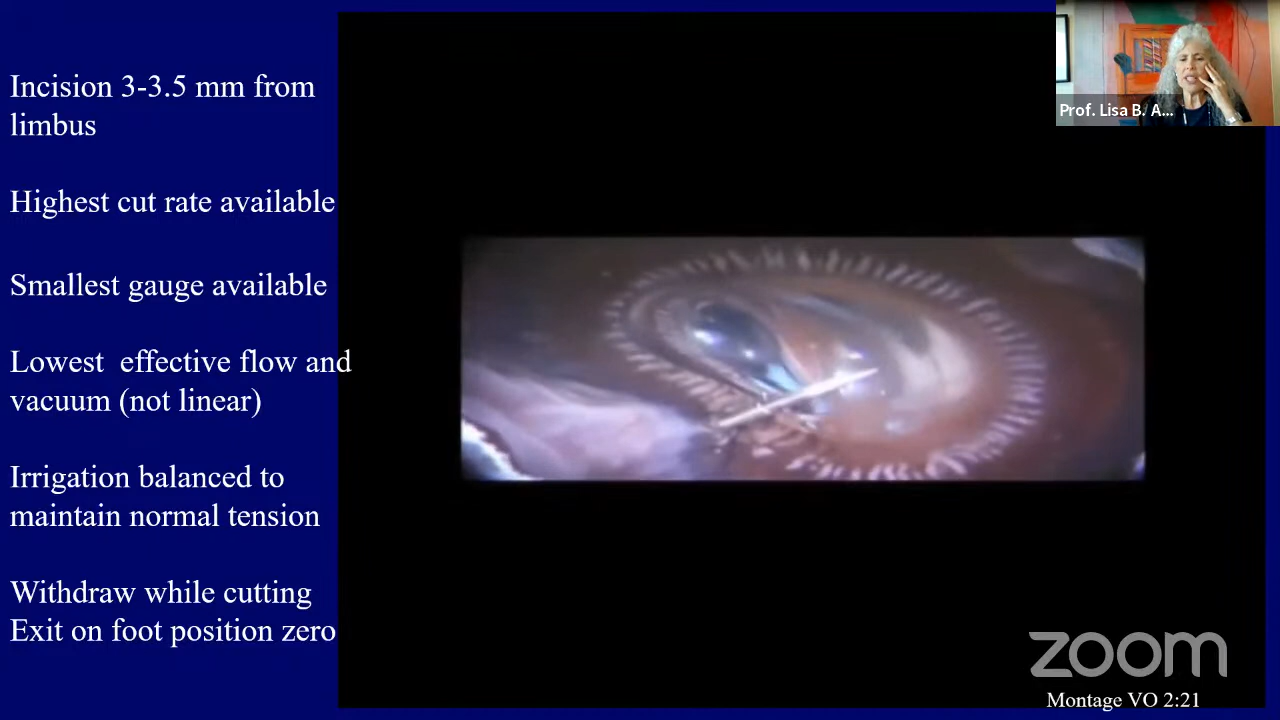 Incision 3-3.5 mm from
limbus
Highest cut rate available
Smallest gauge available
Lowest effective flow and
vacuum (not linear)
Irrigation balanced to
maintain normal tension
Withdraw while cutting
Exit on foot position zero
Prof. Lisa B. A...
zoom
Montage VO 2:21